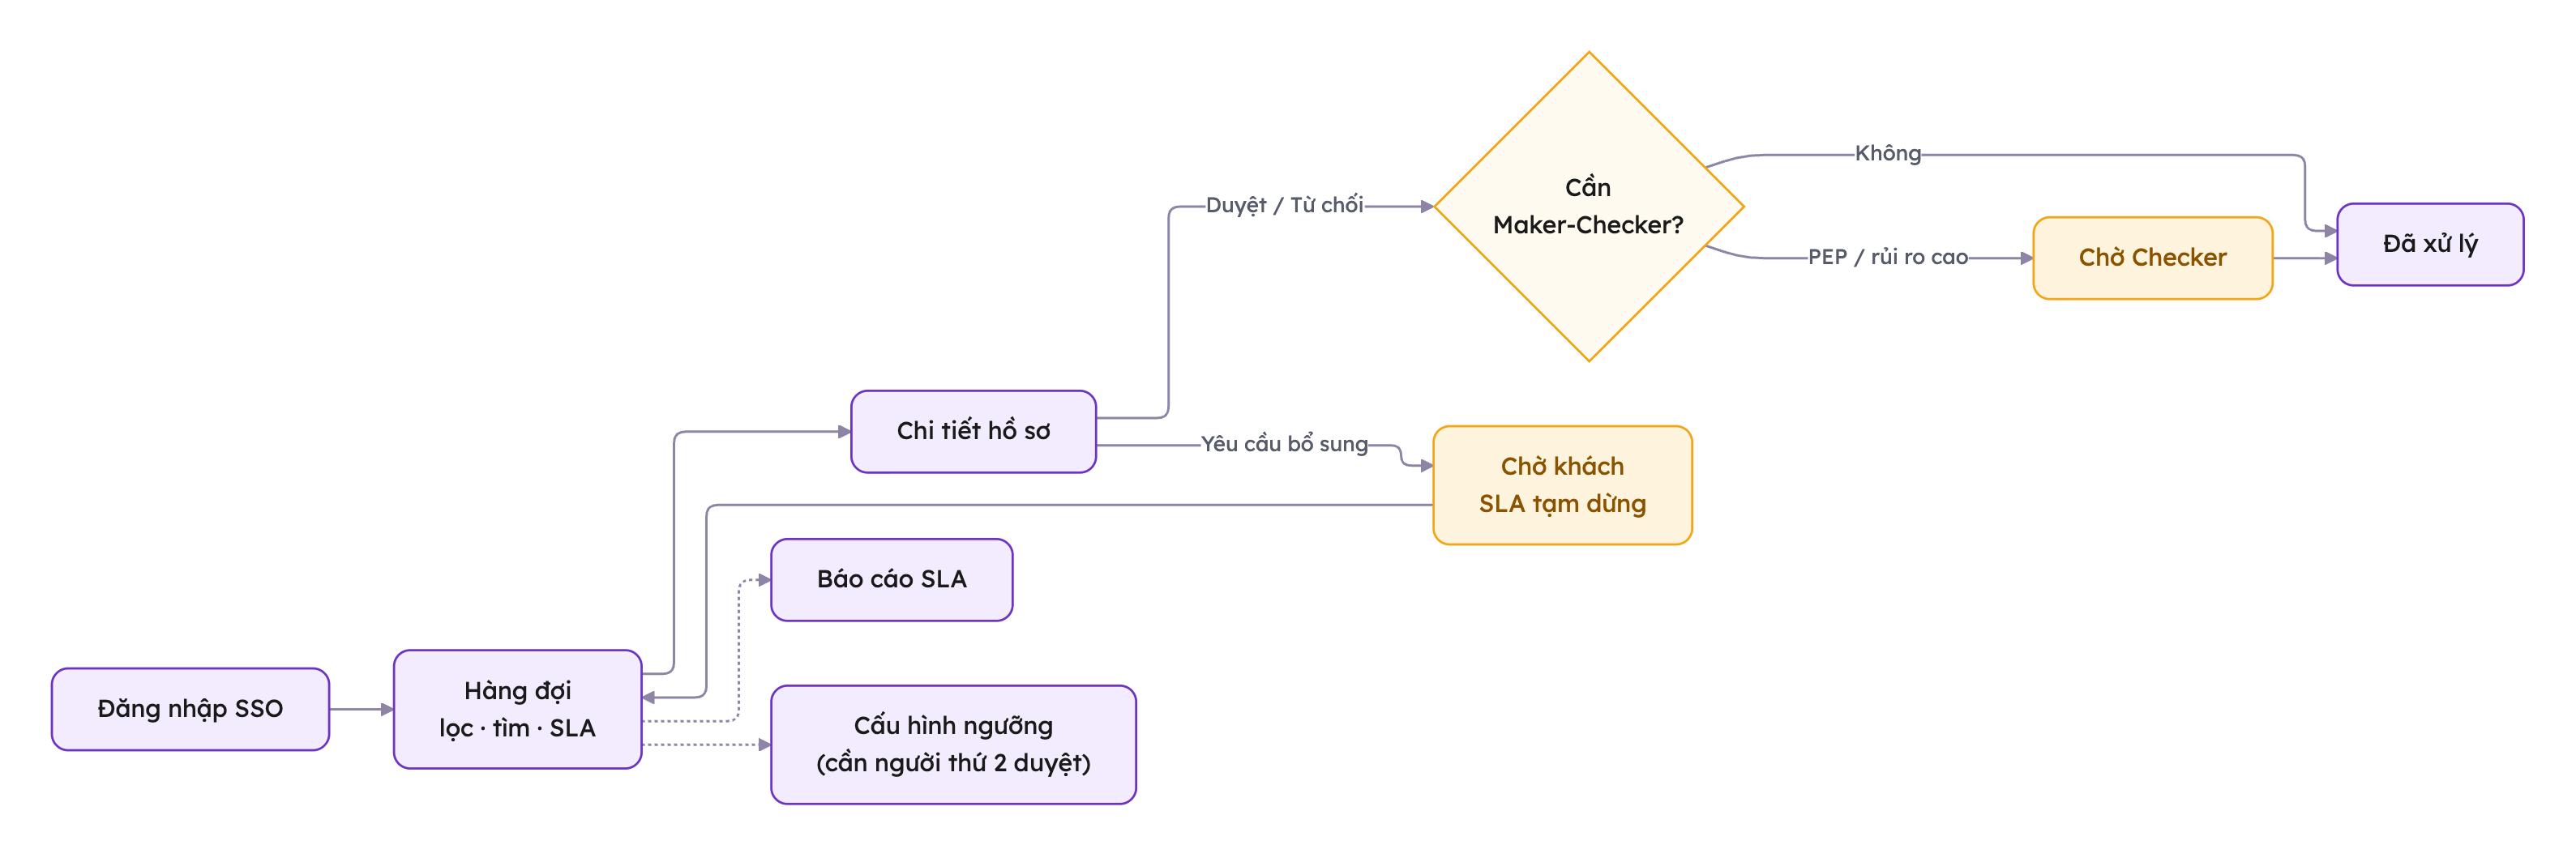 Cần
Maker-Checker?
Không
Duyệt / Từ chối
PEP / rủi ro cao
Chờ Checker
Đã xử lý
Chi tiết hồ sơ
Yêu cầu bổ sung
Chờ khách
SLA tạm dừng
Báo cáo SLA
Đăng nhập SSO
Hàng đợi
lọc · tìm · SLA
Cấu hình ngưỡng
(cần người thứ 2 duyệt)